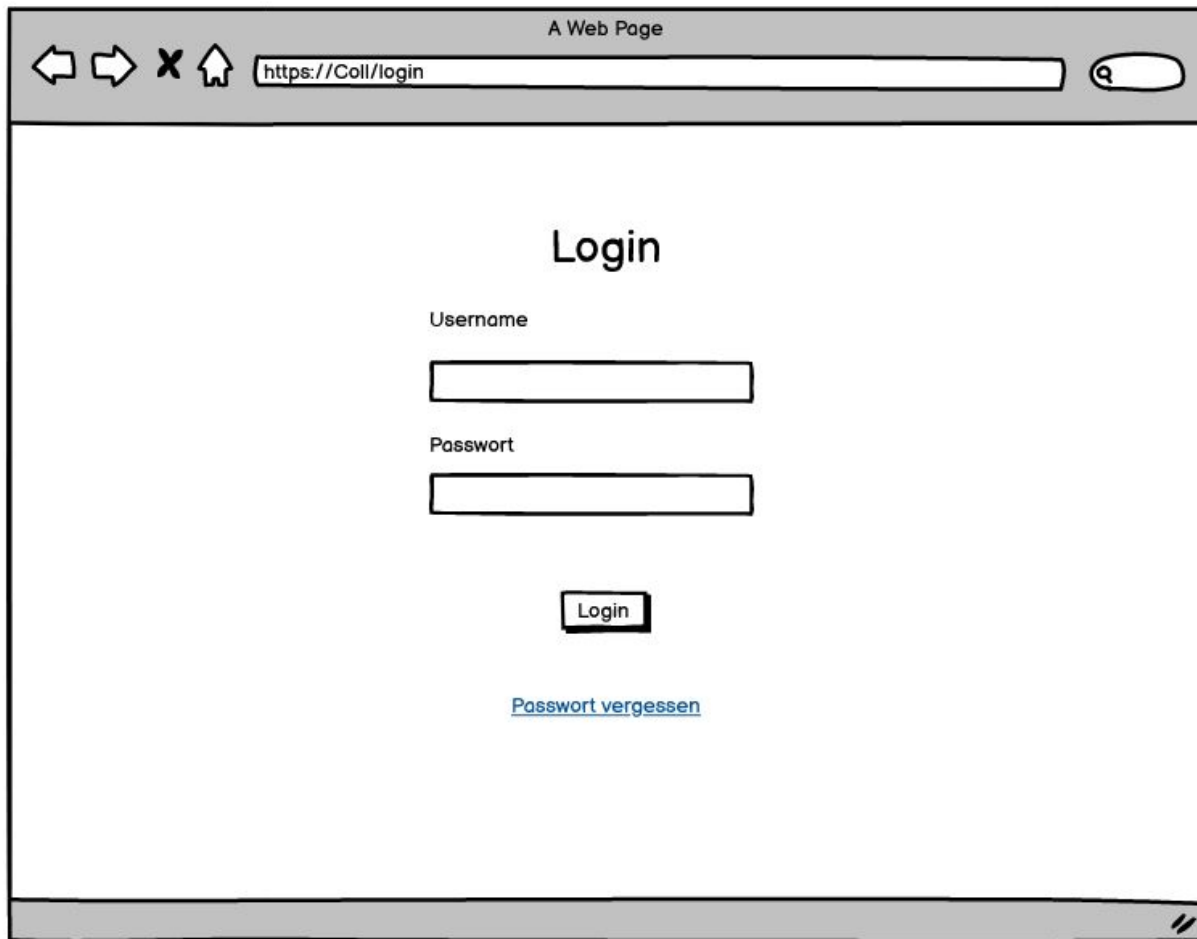 A Web Page
https://Coll/login
Login
Username
Passwort
Login
Passwort vergessen